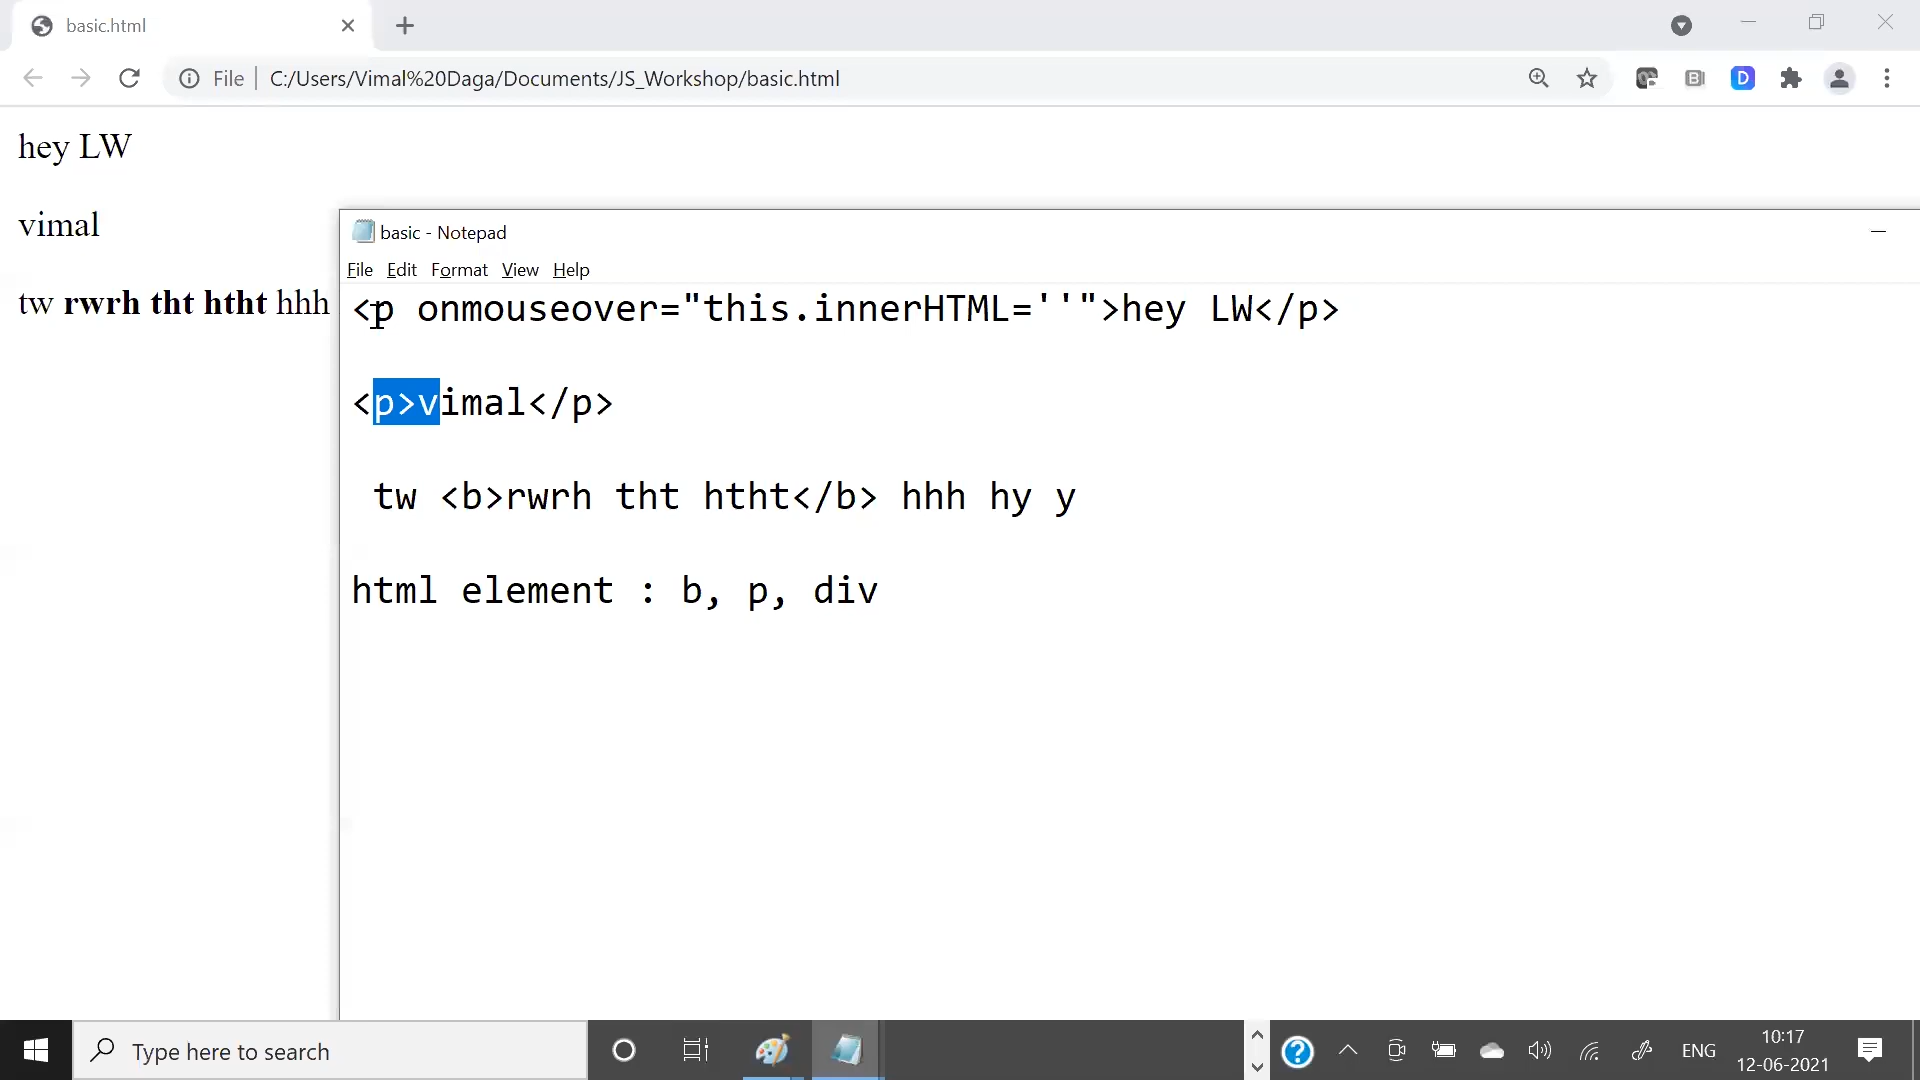 basic.html
File
C:/Users/Vimal%20Daga/Documents/JS_Workshop/basic.html
B
D
hey LW
vimal
tw rwrh tht htht hhh
basic - Notepad
File Edit Format View Help
<p onmouseover="this.innerHTML=''">hey LW</p>
<p>vimal</p>
tw <b>rwrh tht htht</b> hhh hy y
html element : b, p, div
Type here to search
ENG
10:17
12-06-2021